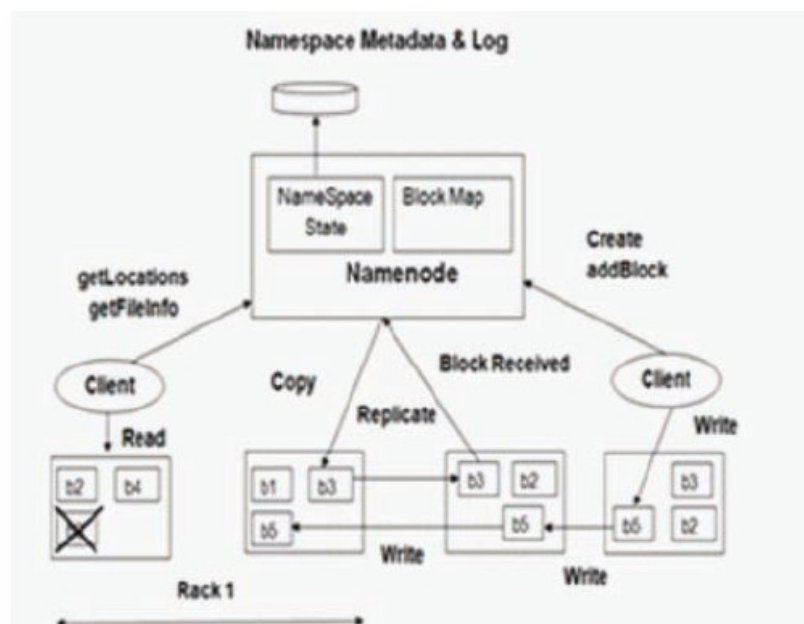 Namespace Metadata & Log
NameSpace
State
Block Map
Namenode
Create
addBlock
getLocations
getFileInfo
Client
Copy
Block Received
Replicate
Client
Write
Read
b2
b4
b1
b3
b5
b3
b2
b5
b3
b5
b2
Write
Write
Rack 1